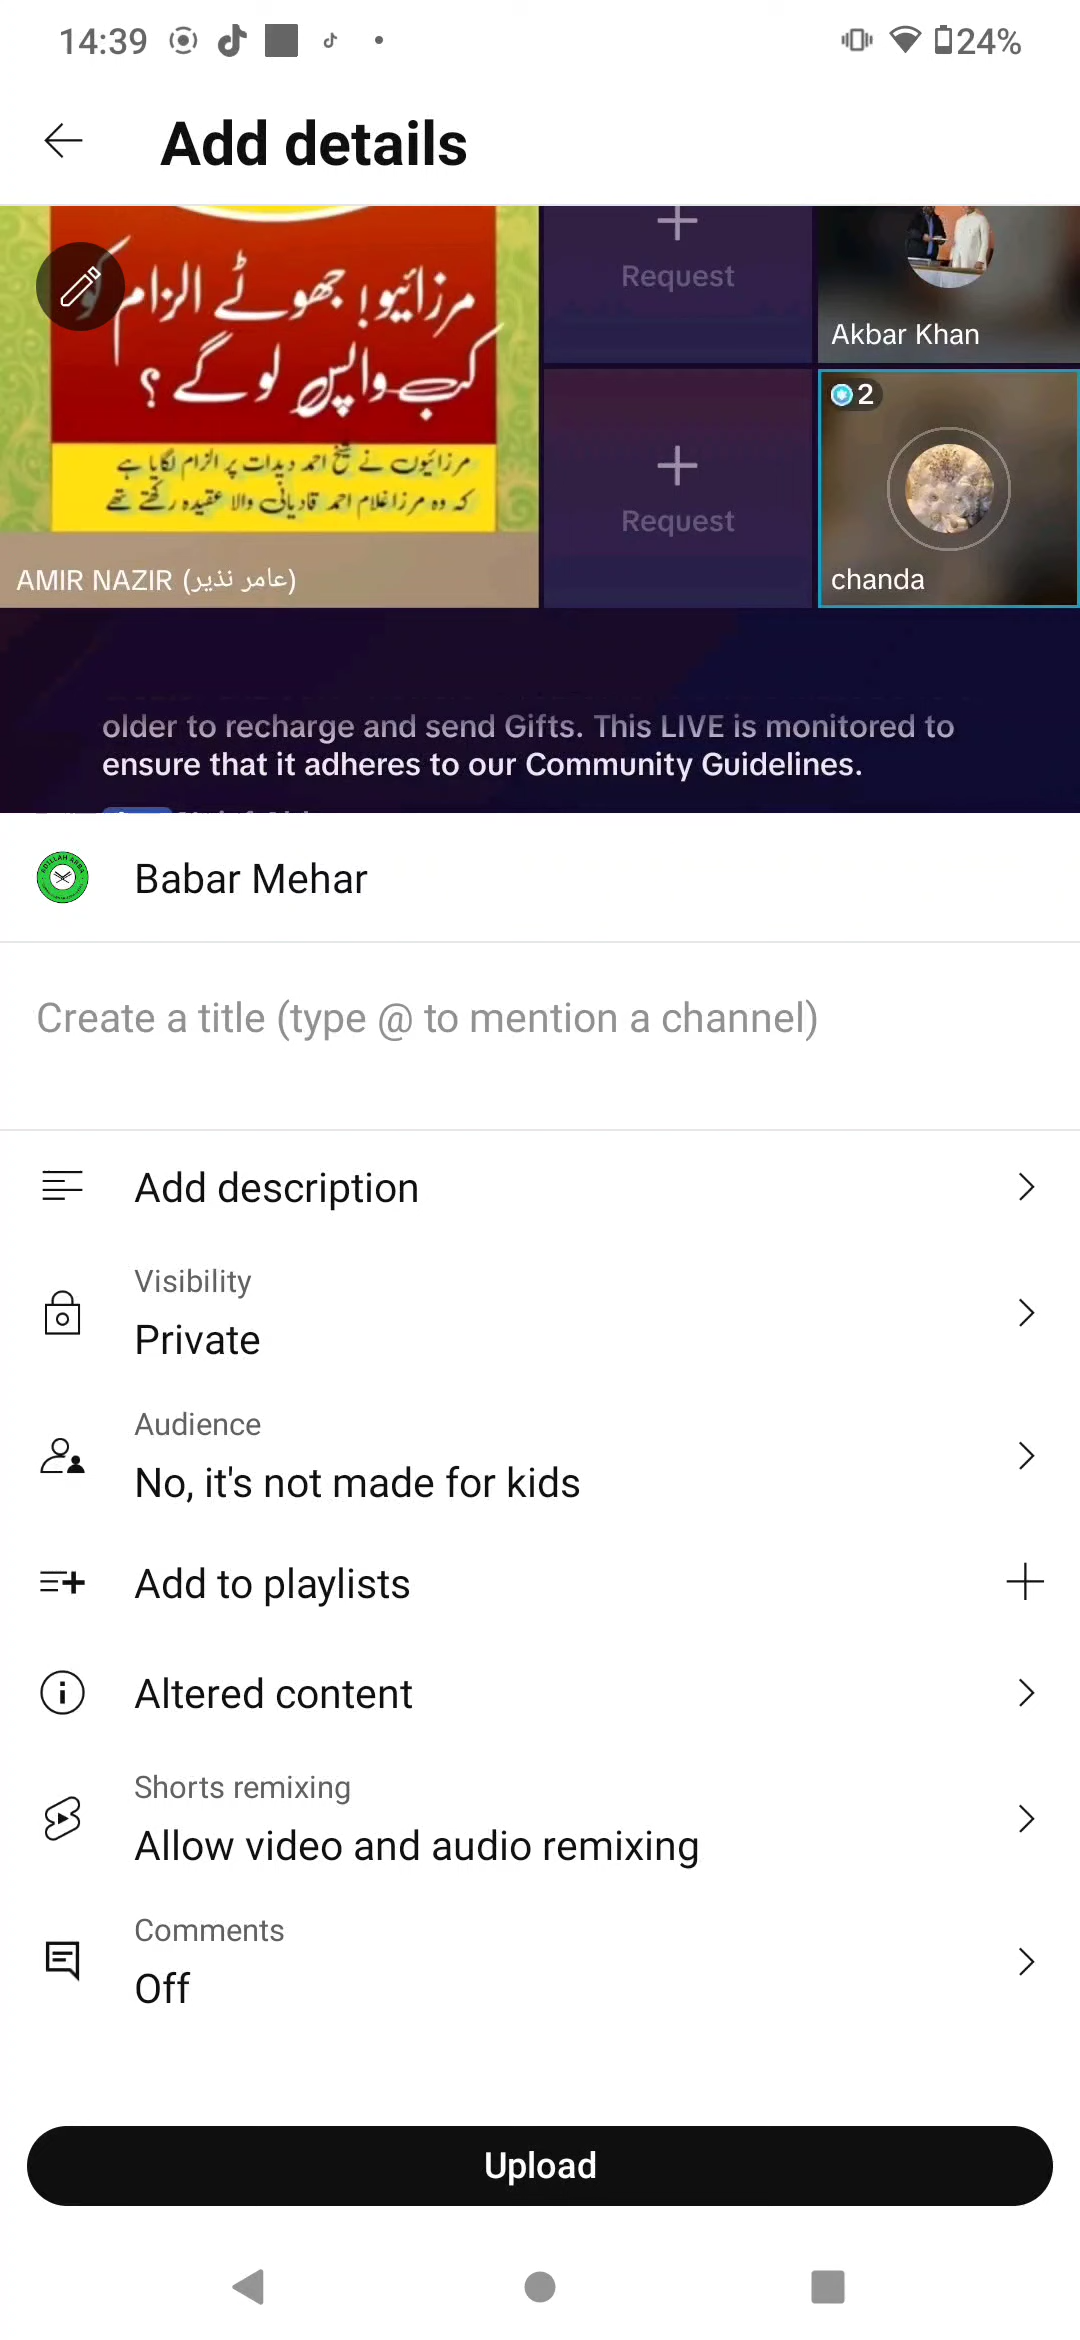 14:39
24%
Add details
مرزائیو! جھوٹے الزام کو
کب واپس لو گے ؟
مرزائیوں نے شیخ احمد دیدات پر الزام لگایا ہے
کہ وہ مرزا غلام احمد قادیانی والا عقیدہ رکھتے تھے
AMIR NAZIR (عامر نذیر)
Request
Akbar Khan
Request
2
chanda
older to recharge and send Gifts. This LIVE is monitored to
ensure that it adheres to our Community Guidelines.
Babar Mehar
Create a title (type @ to mention a channel)
Add description
Visibility
Private
Audience
No, it's not made for kids
Add to playlists
Altered content
Shorts remixing
Allow video and audio remixing
Comments
Off
Upload